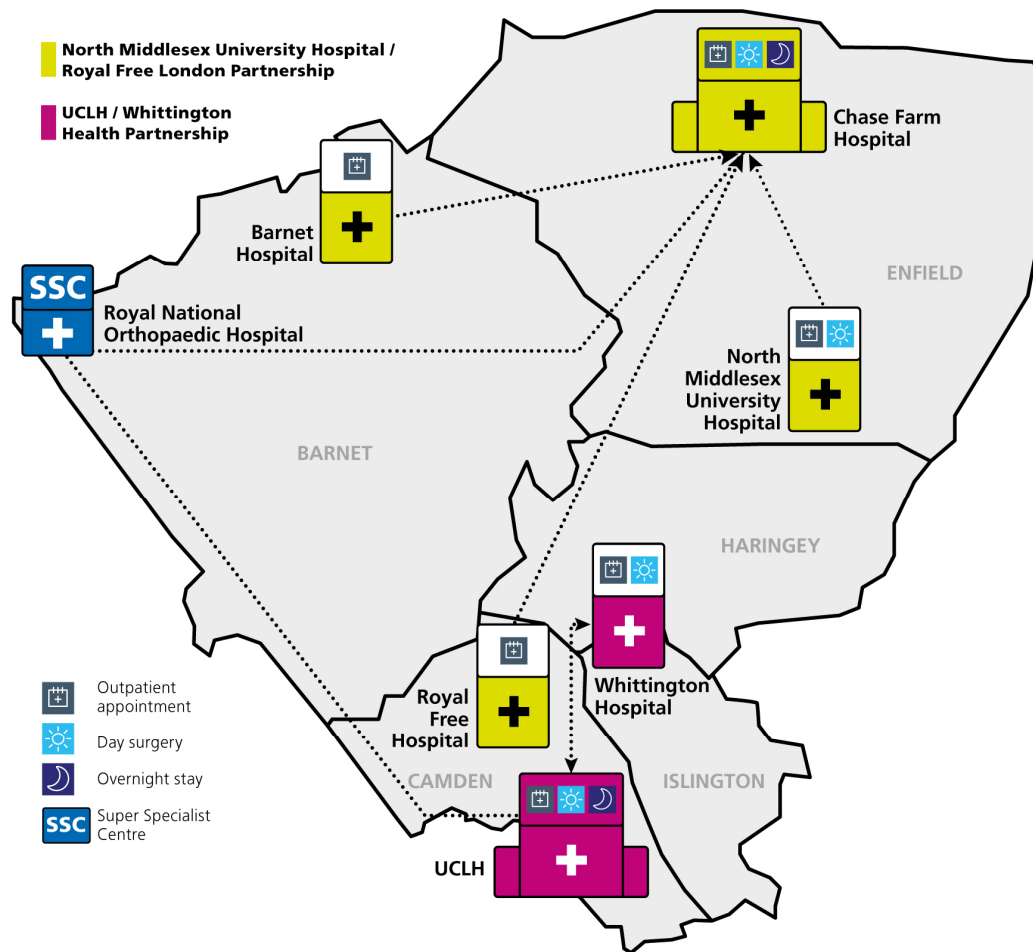 North Middlesex University Hospital /
Royal Free London Partnership
UCLH / Whittington
Health Partnership
Chase Farm
Hospital
Barnet
Hospital
ENFIELD
SSC
Royal National
Orthopaedic Hospital
North
Middlesex
University
Hospital
BARNET
HARINGEY
Whittington
Hospital
Royal
Free
Hospital
CAMDEN
ISLINGTON
UCLH
Outpatient
appointment
Day surgery
Overnight stay
SSC
Super Specialist
Centre